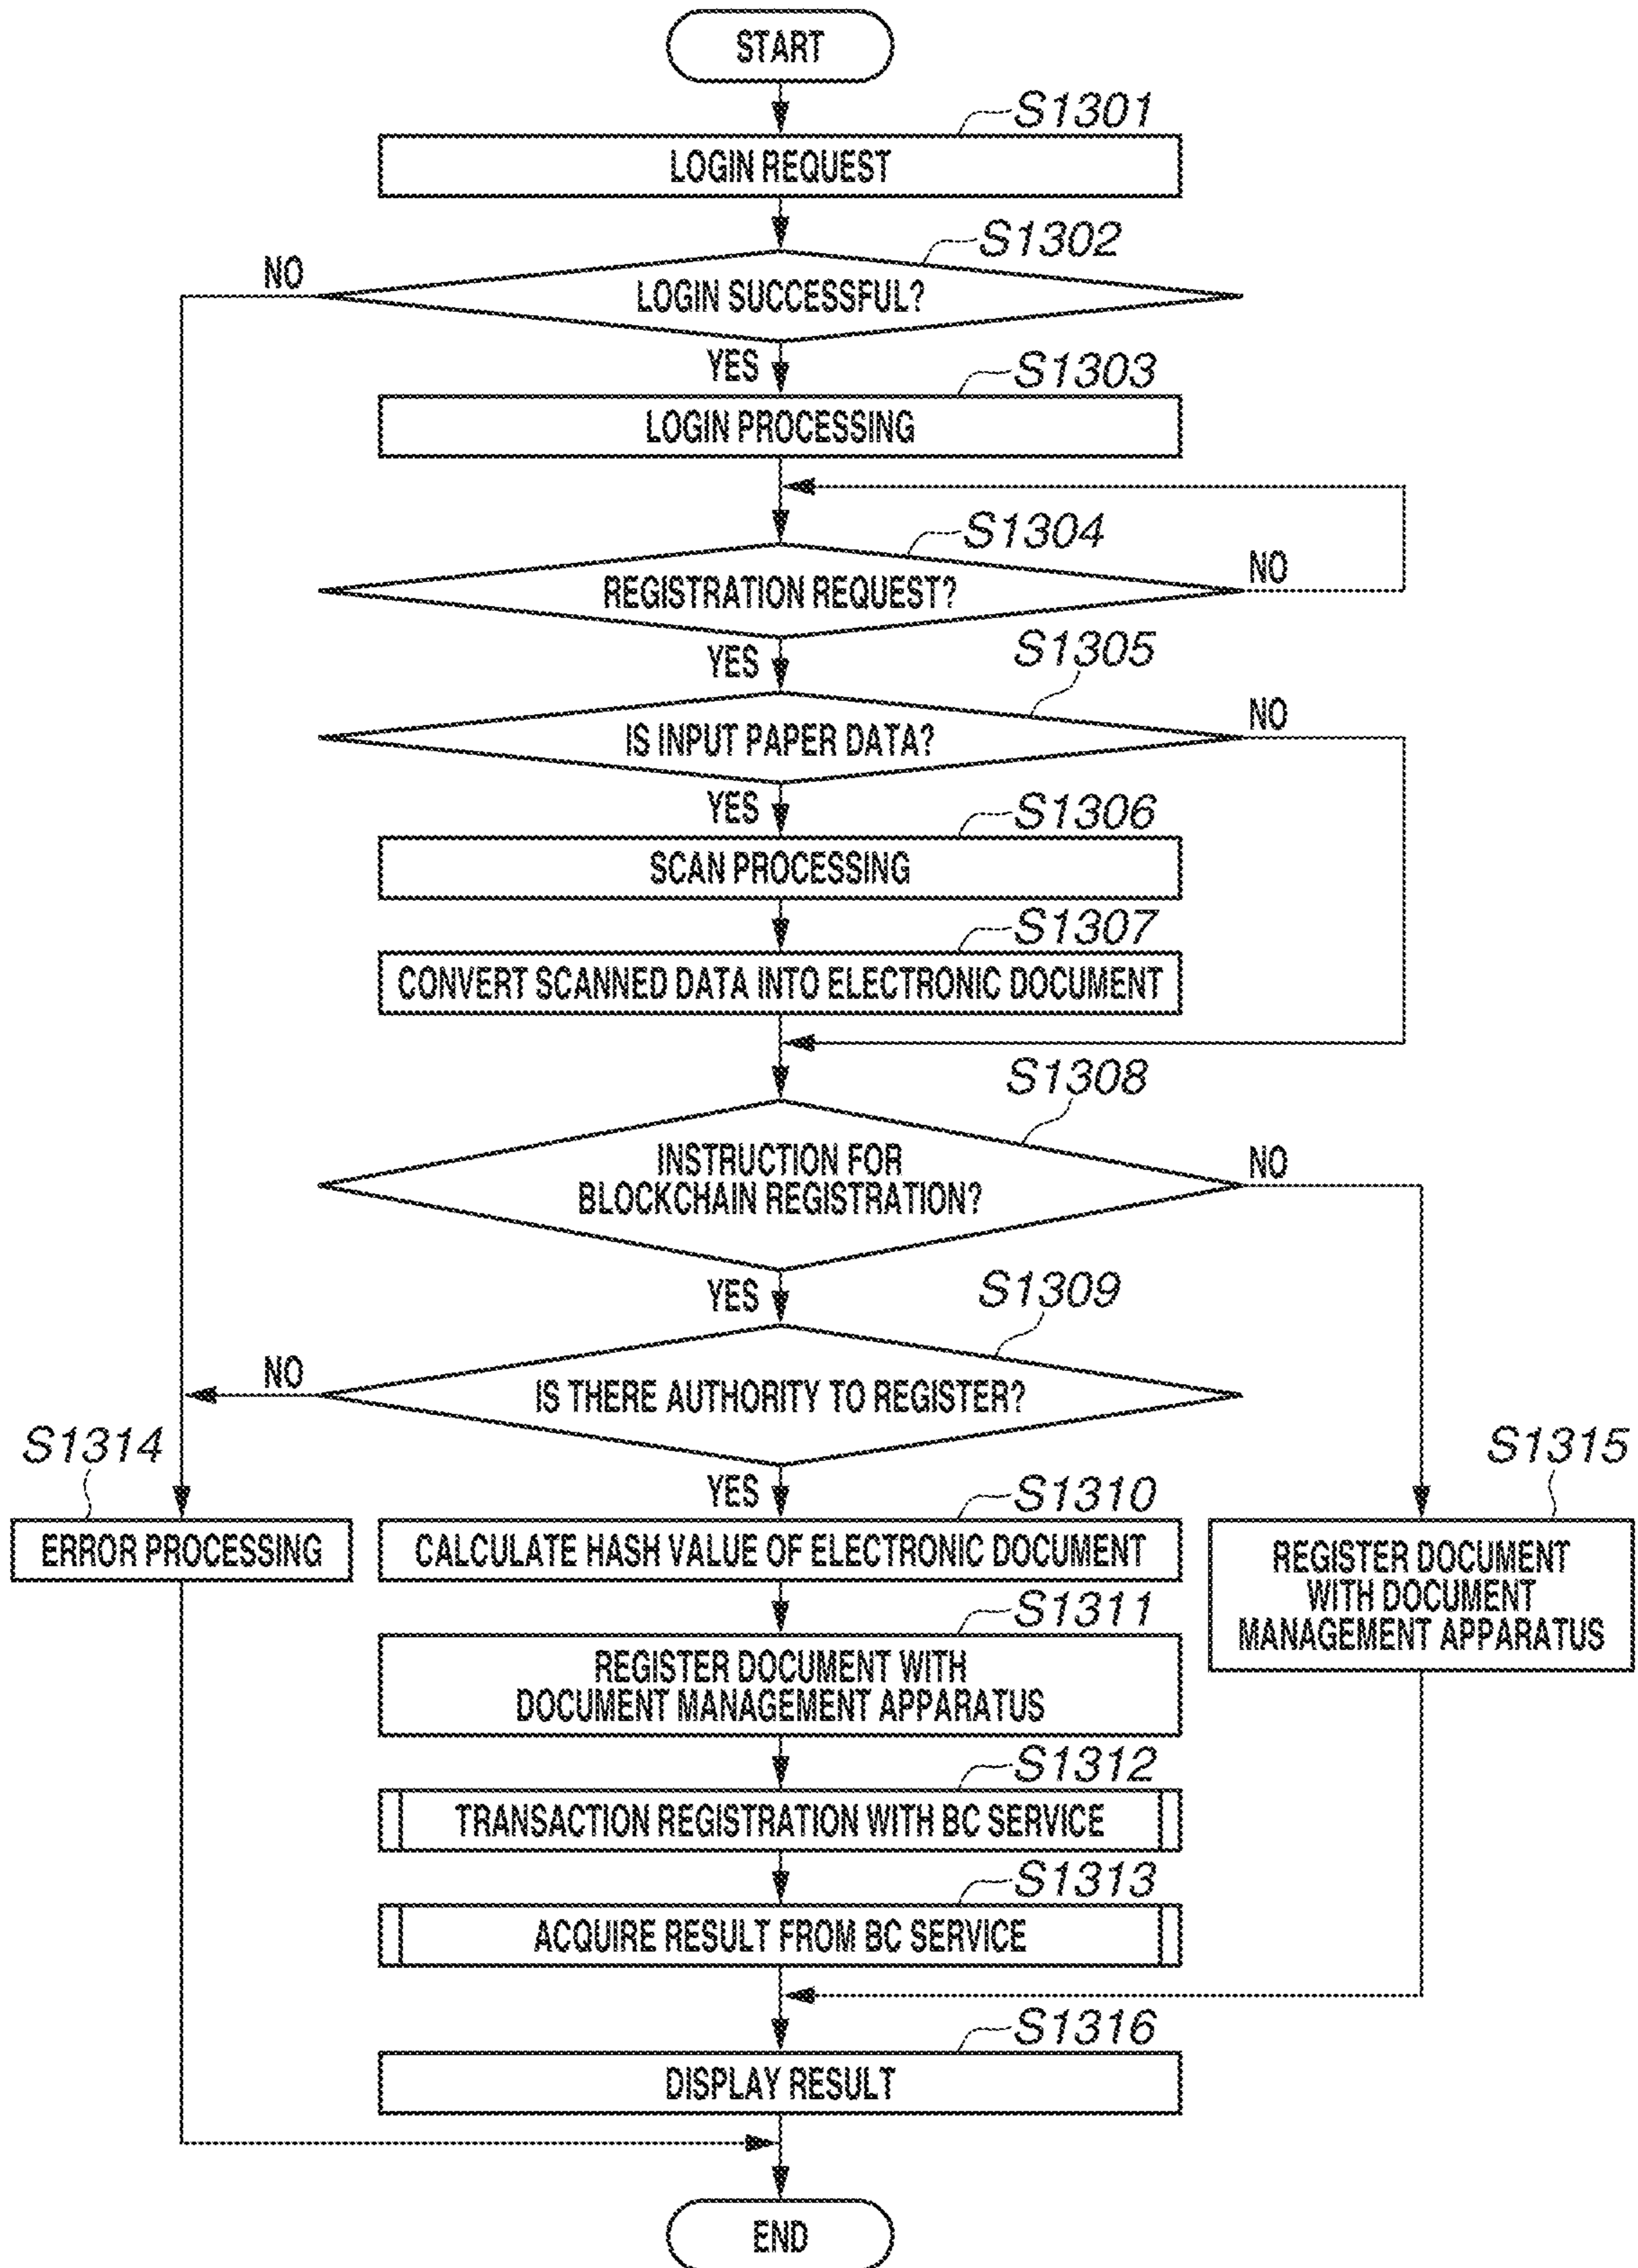 START
S1301
LOGIN REQUEST
S1302
NO
LOGIN SUCCESSFUL?
YES
S1303
LOGIN PROCESSING
S1304
NO
REGISTRATION REQUEST?
YES
S1305
NO
IS INPUT PAPER DATA?
YES
S1306
SCAN PROCESSING
S1307
CONVERT SCANNED DATA INTO ELECTRONIC DOCUMENT
S1308
NO
INSTRUCTION FOR
BLOCKCHAIN REGISTRATION?
YES
S1309
NO
IS THERE AUTHORITY TO REGISTER?
S1314
S1315
YES
S1310
ERROR PROCESSING
CALCULATE HASH VALUE OF ELECTRONIC DOCUMENT
REGISTER DOCUMENT
WITH DOCUMENT
MANAGEMENT APPARATUS
S1311
REGISTER DOCUMENT WITH
DOCUMENT MANAGEMENT APPARATUS
S1312
TRANSACTION REGISTRATION WITH BC SERVICE
S1313
ACQUIRE RESULT FROM BC SERVICE
S1316
DISPLAY RESULT
END